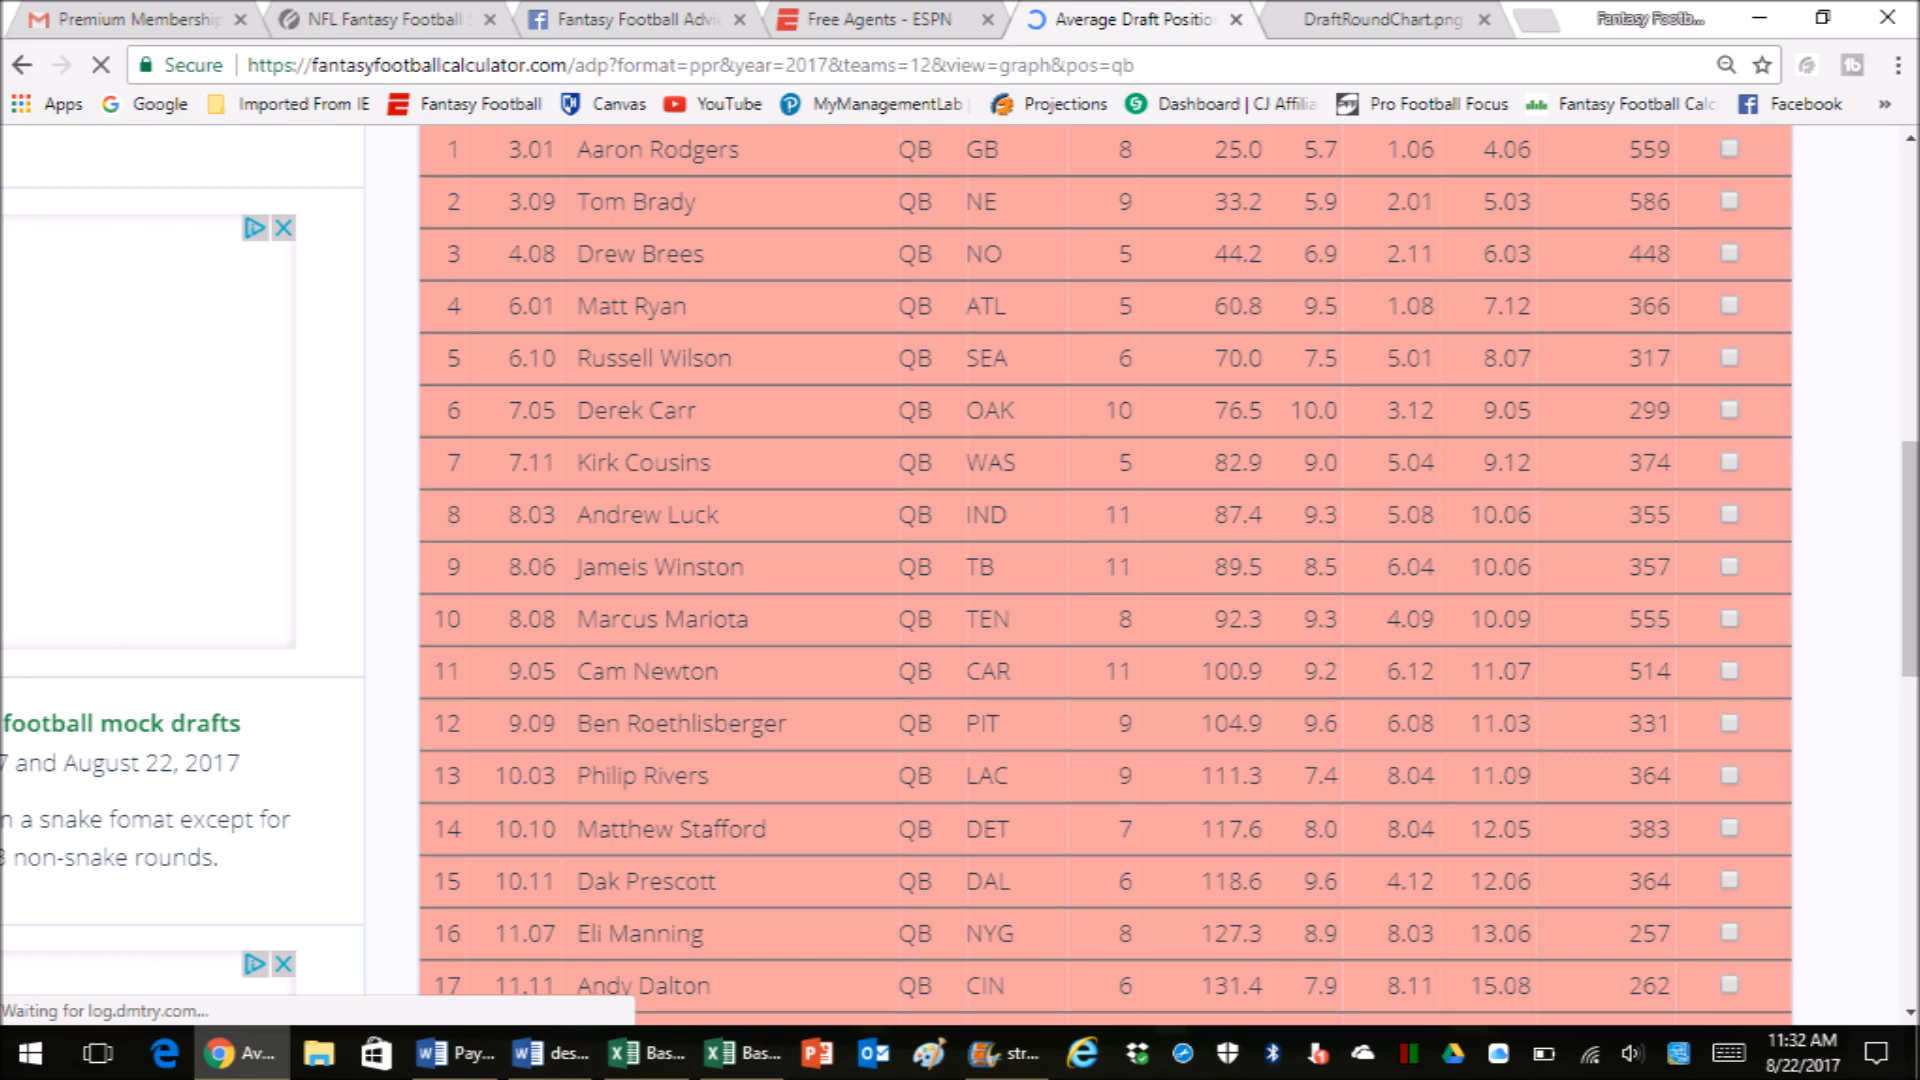 Premium Membership
NFL Fantasy Football
Fantasy Football Advi
Free Agents - ESPN
Average Draft Positio
DraftRoundChart.png
Fantasy Footb...
Secure
https://fantasyfootballcalculator.com/adp?format=ppr&year=2017&teams=12&view=graph&pos=qb
Apps Google Imported From IE Fantasy Football Canvas YouTube MyManagementLab Projections Dashboard | CJ Affilia Pro Football Focus Fantasy Football Calc Facebook »
1 3.01 Aaron Rodgers QB GB 8 25.0 5.7 1.06 4.06 559
2 3.09 Tom Brady QB NE 9 33.2 5.9 2.01 5.03 586
3 4.08 Drew Brees QB NO 5 44.2 6.9 2.11 6.03 448
4 6.01 Matt Ryan QB ATL 5 60.8 9.5 1.08 7.12 366
5 6.10 Russell Wilson QB SEA 6 70.0 7.5 5.01 8.07 317
6 7.05 Derek Carr QB OAK 10 76.5 10.0 3.12 9.05 299
7 7.11 Kirk Cousins QB WAS 5 82.9 9.0 5.04 9.12 374
8 8.03 Andrew Luck QB IND 11 87.4 9.3 5.08 10.06 355
9 8.06 Jameis Winston QB TB 11 89.5 8.5 6.04 10.06 357
10 8.08 Marcus Mariota QB TEN 8 92.3 9.3 4.09 10.09 555
11 9.05 Cam Newton QB CAR 11 100.9 9.2 6.12 11.07 514
12 9.09 Ben Roethlisberger QB PIT 9 104.9 9.6 6.08 11.03 331
13 10.03 Philip Rivers QB LAC 9 111.3 7.4 8.04 11.09 364
14 10.10 Matthew Stafford QB DET 7 117.6 8.0 8.04 12.05 383
15 10.11 Dak Prescott QB DAL 6 118.6 9.6 4.12 12.06 364
16 11.07 Eli Manning QB NYG 8 127.3 8.9 8.03 13.06 257
17 11.11 Andy Dalton QB CIN 6 131.4 7.9 8.11 15.08 262
football mock drafts
7 and August 22, 2017
n a snake fomat except for
3 non-snake rounds.
Waiting for log.dmtry.com...
Av...
Pay...
des...
Bas...
Bas...
str...
11:32 AM
8/22/2017